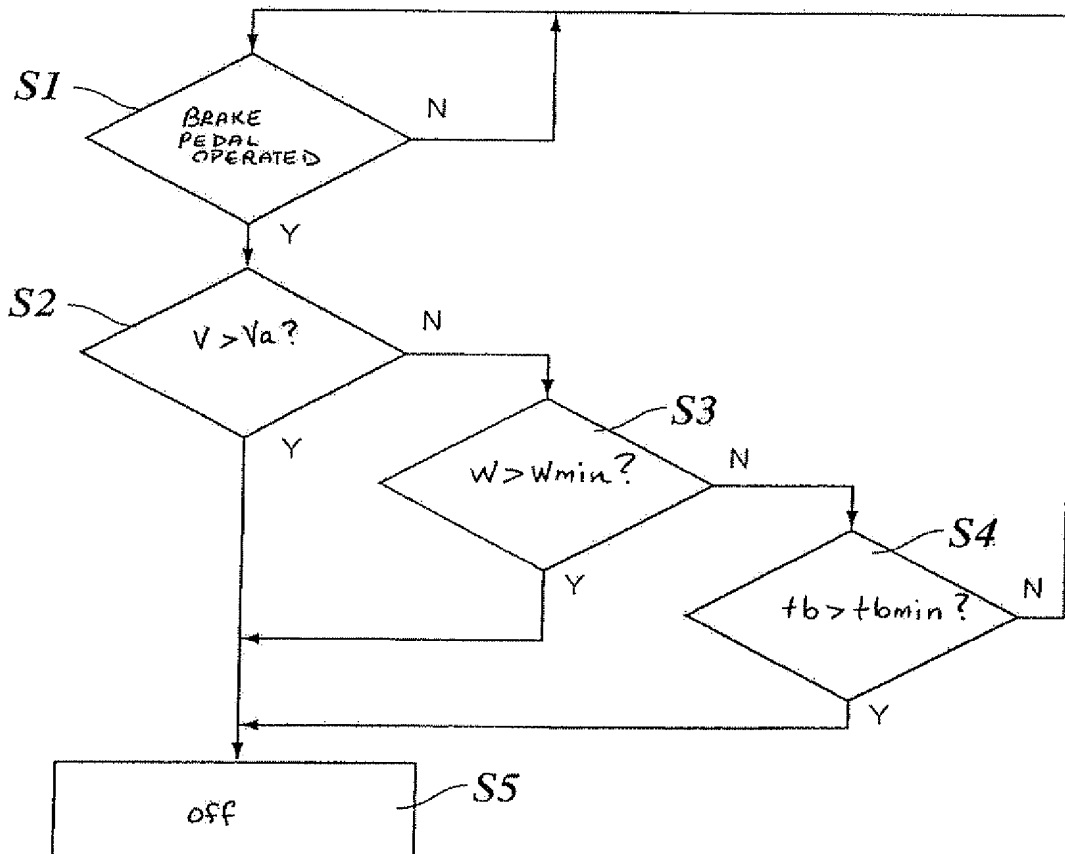 S1
BRAKE
PEDAL
OPERATED
N
Y
S2
V > Va?
N
Y
S3
W > Wmin?
N
Y
S4
tb > tbmin?
N
Y
S5
off